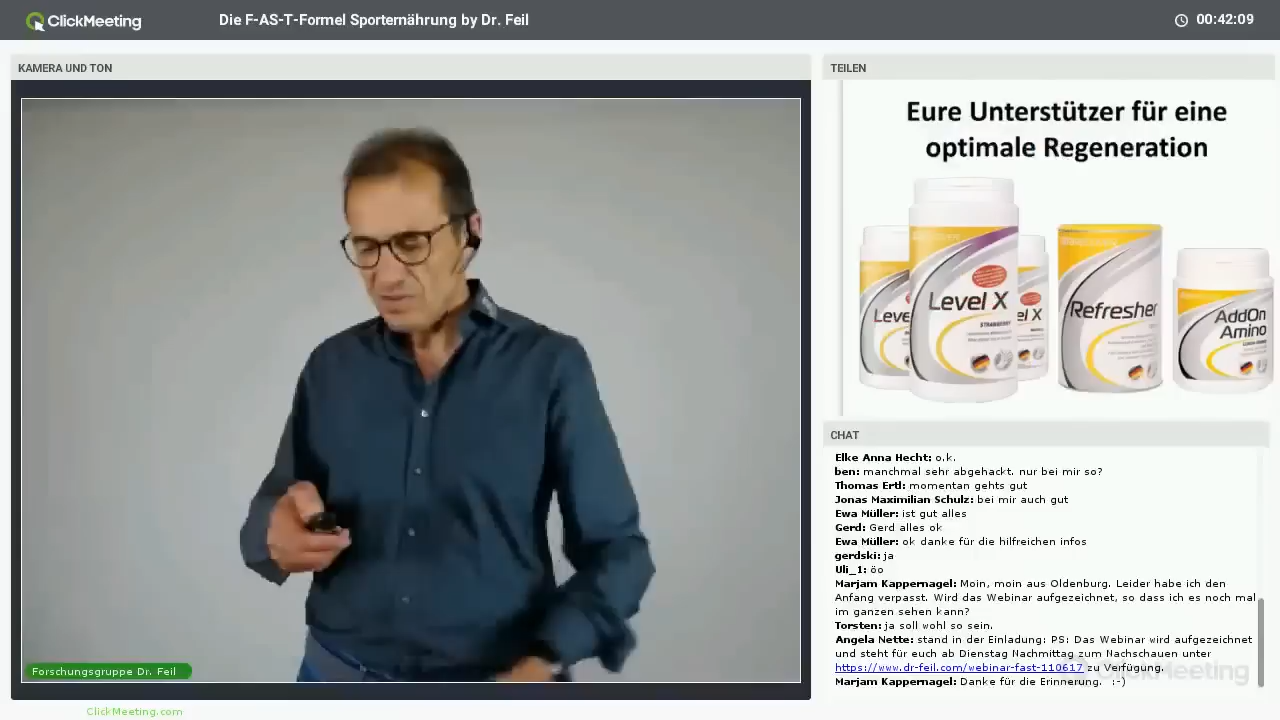 ClickMeeting
Die F-AS-T-Formel Sporternährung by Dr. Feil
00:42:09
KAMERA UND TON
Forschungsgruppe Dr. Feil
ClickMeeting.com
TEILEN
Eure Unterstützer für eine
optimale Regeneration
Leve
Level X
STRAWBERRY
el X
Refresher
AddOn
Amino
CHAT
Elke Anna Hecht: o.k.
ben: manchmal sehr abgehackt. nur bei mir so?
Thomas Ertl: momentan gehts gut
Jonas Maximilian Schulz: bei mir auch gut
Ewa Müller: ist gut alles
Gerd: Gerd alles ok
Ewa Müller: ok danke für die hilfreichen infos
gerdski: ja
Uli_1: öo
Marjam Kappernagel: Moin, moin aus Oldenburg. Leider habe ich den
Anfang verpasst. Wird das Webinar aufgezeichnet, so dass ich es noch mal
im ganzen sehen kann?
Torsten: ja soll wohl so sein.
Angela Nette: stand in der Einladung: PS: Das Webinar wird aufgezeichnet
und steht für euch ab Dienstag Nachmittag zum Nachschauen unter
https://www.dr-feil.com/webinar-fast-110617 zu Verfügung.
Marjam Kappernagel: Danke für die Erinnerung. :-)
ClickMeeting